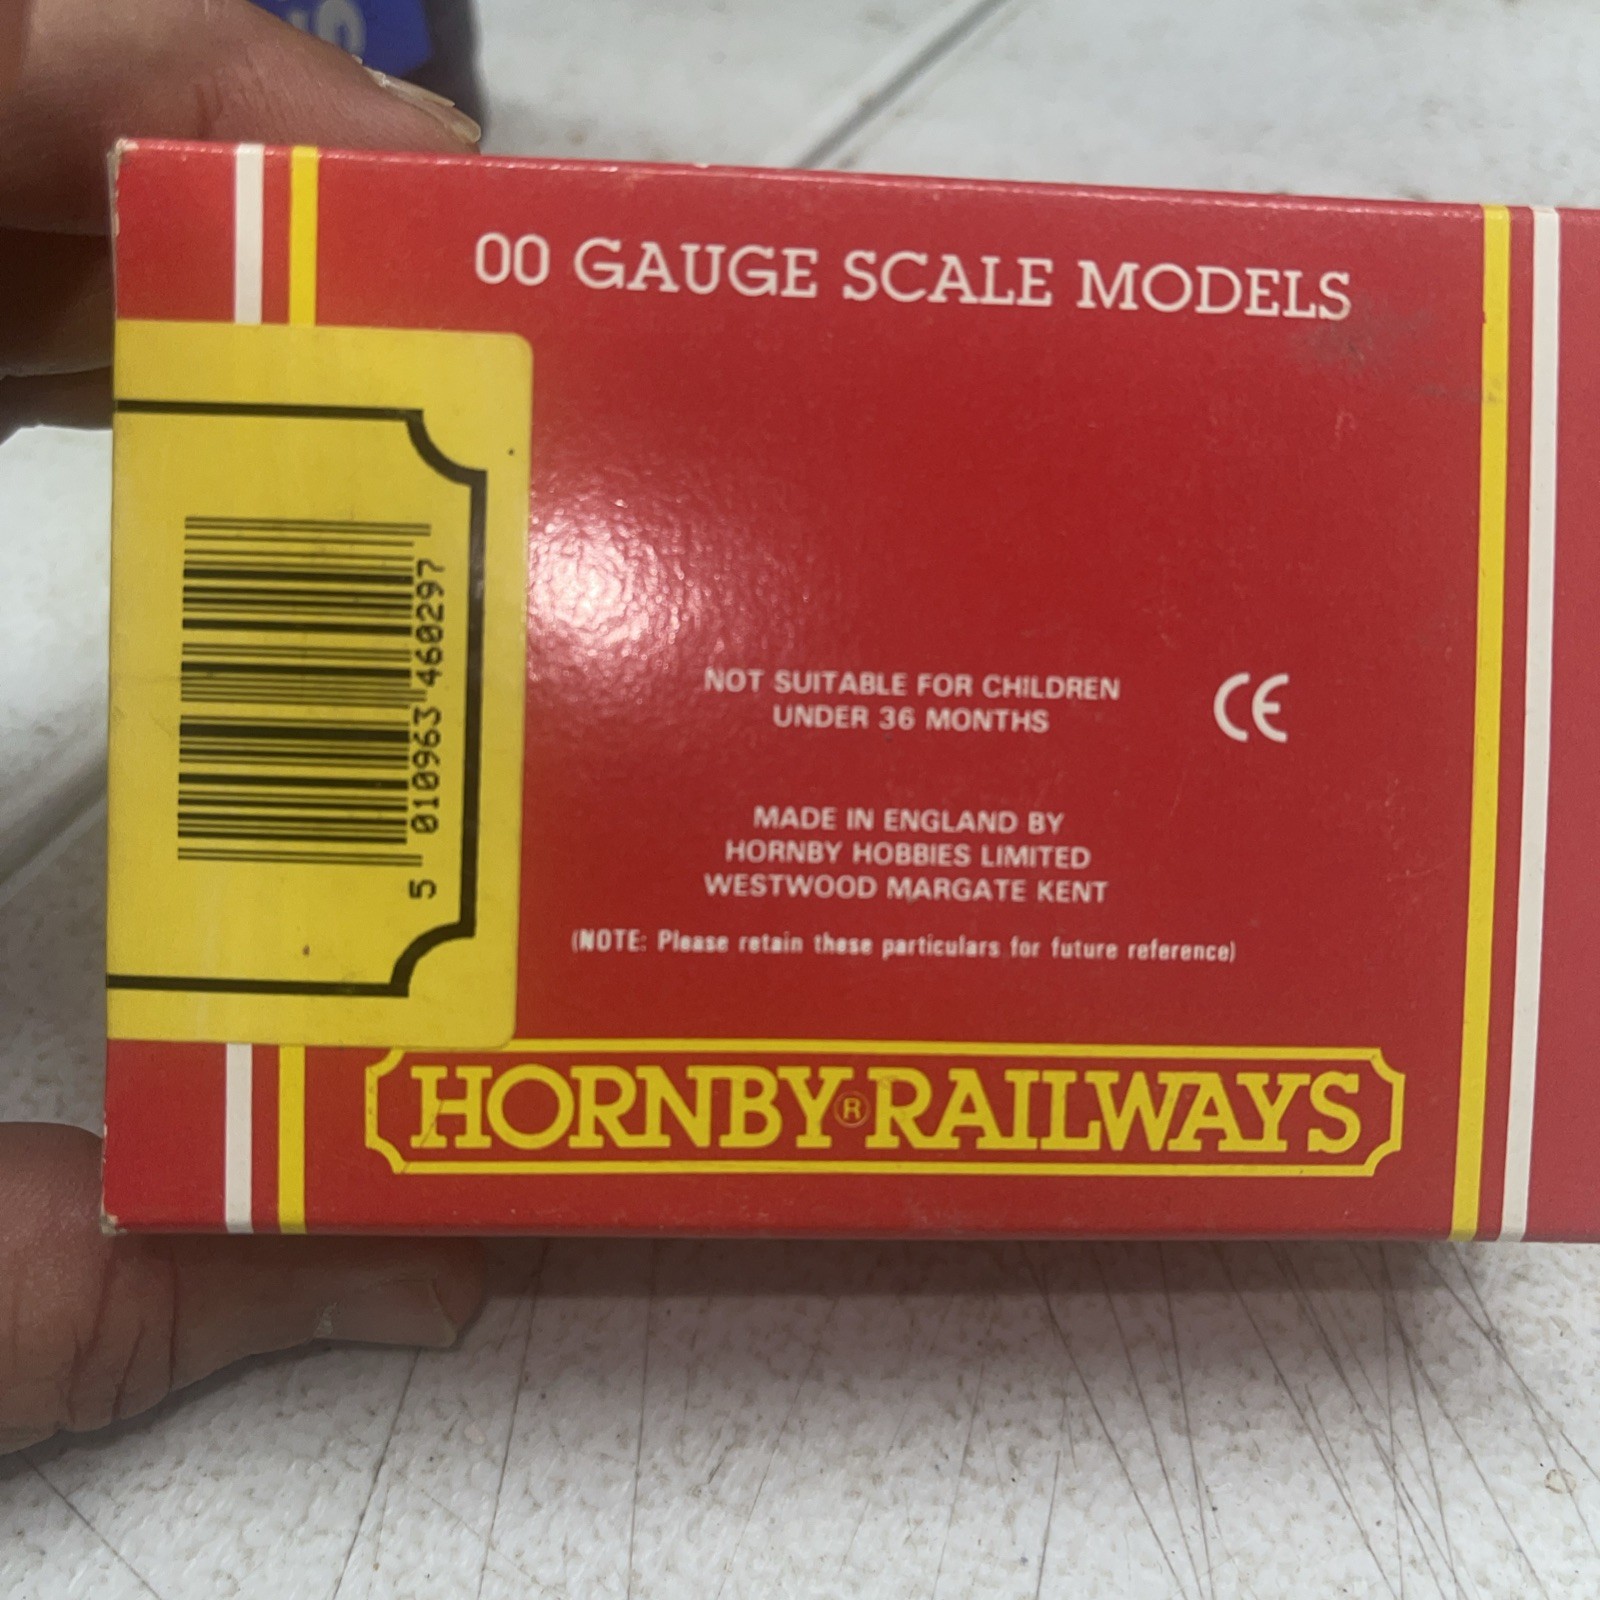 00 GAUGE SCALE MODELS
5 010963 460297
NOT SUITABLE FOR CHILDREN
UNDER 36 MONTHS
CE
MADE IN ENGLAND BY
HORNBY HOBBIES LIMITED
WESTWOOD MARGATE KENT
(NOTE: Please retain these particulars for future reference)
HORNBY® RAILWAYS